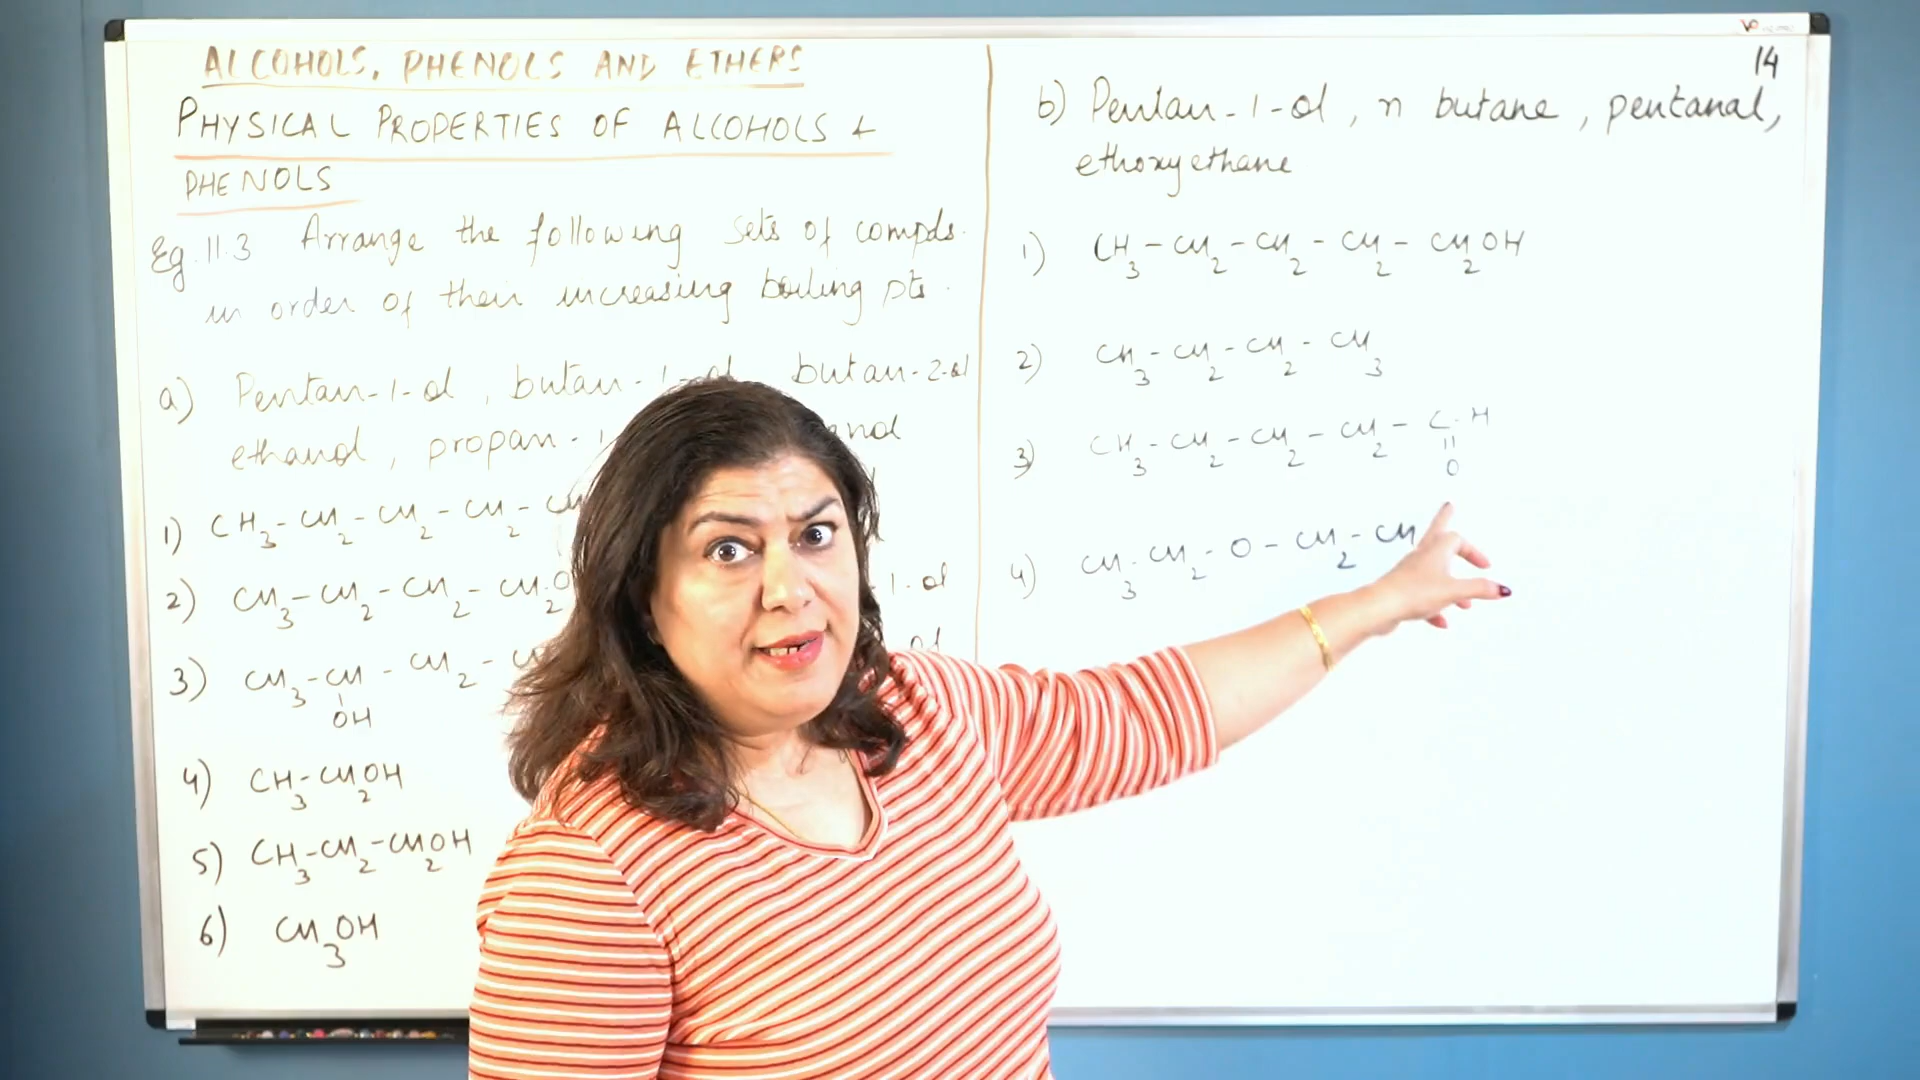 ALCOHOLS, PHENOLS AND ETHERS
PHYSICAL PROPERTIES OF ALCOHOLS &
PHENOLS
Eg. 11.3 Arrange the following sets of compds.
in order of their increasing boiling pts.
a) Pentan-1-ol, butan-1-ol butan-2-ol
ethanol, propan-1
1) CH3-CH2-CH2-CH2-
2) CH3-CH2-CH2-CH2O
1-ol
3) CH3-CH-CH2-
ol
OH
4) CH3-CH2OH
5) CH3-CH2-CH2OH
6) CH3OH
14
b) Pentan-1-ol, n butane, pentanal,
ethoxyethane
1) CH3-CH2-CH2-CH2-CH2OH
2) CH3-CH2-CH2-CH3
3) CH3-CH2-CH2-CH2-C-H
||
O
4) CH3-CH2-O-CH2-CH